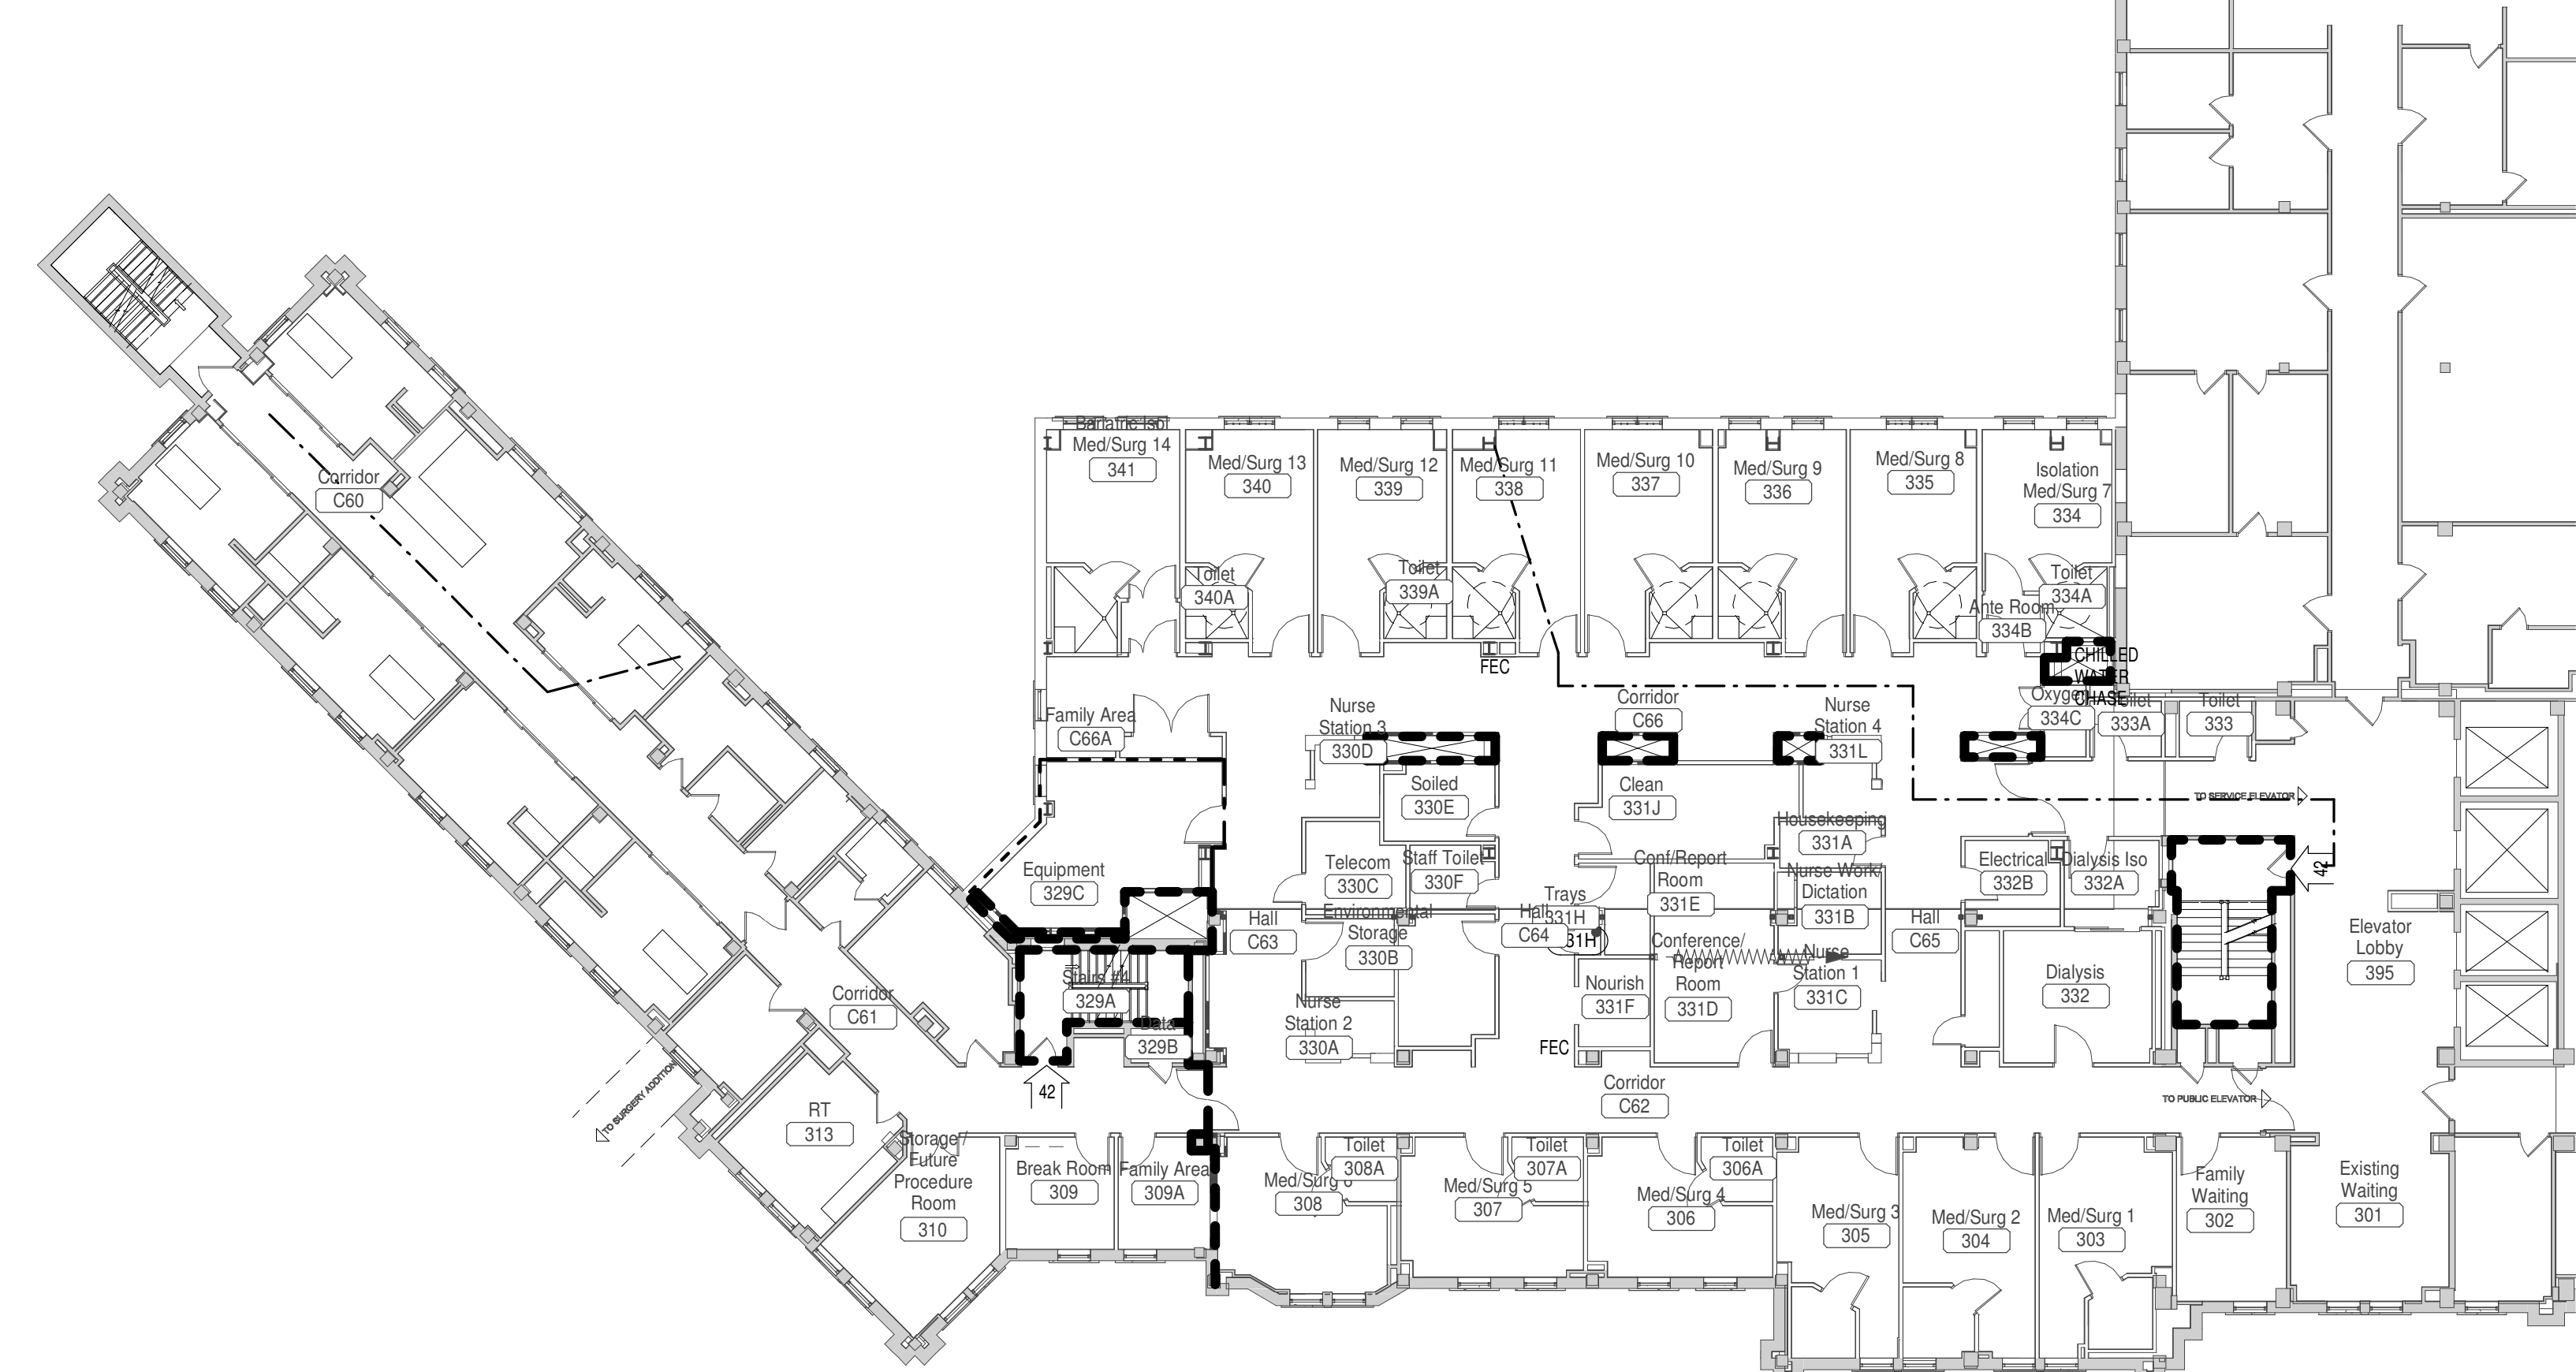 Corridor
C60
Bariatric Isol
Med/Surg 14
341
Med/Surg 13
340
Med/Surg 12
339
Med/Surg 11
338
Med/Surg 10
337
Med/Surg 9
336
Med/Surg 8
335
Isolation
Med/Surg 7
334
Toilet
340A
Toilet
339A
Toilet
334A
Ante Room
334B
FEC
CHILLED
WATER
CHASE
Oxygen
334C
Toilet
333A
Toilet
333
Family Area
C66A
Nurse
Station 3
330D
Corridor
C66
Nurse
Station 4
331L
Soiled
330E
Clean
331J
TO SERVICE ELEVATOR
Housekeeping
331A
Equipment
329C
Telecom
330C
Staff Toilet
330F
Conf/Report
Room
331E
Nurse Work/
Dictation
331B
Electrical
332B
Dialysis Iso
332A
42
Trays
331H
331H
Hall
C63
Environmental
Storage
330B
Hall
C64
Hall
C65
Elevator
Lobby
395
Conference/
Report
Room
331D
Nurse
Station 1
331C
Stairs #4
329A
Corridor
C61
Nourish
331F
Dialysis
332
Data
329B
Nurse
Station 2
330A
FEC
42
TO SURGERY ADDITION
Corridor
C62
TO PUBLIC ELEVATOR
RT
313
Storage /
Future
Procedure
Room
310
Break Room
309
Family Area
309A
Med/Surg 6
308
Toilet
308A
Med/Surg 5
307
Toilet
307A
Med/Surg 4
306
Toilet
306A
Med/Surg 3
305
Med/Surg 2
304
Med/Surg 1
303
Family
Waiting
302
Existing
Waiting
301